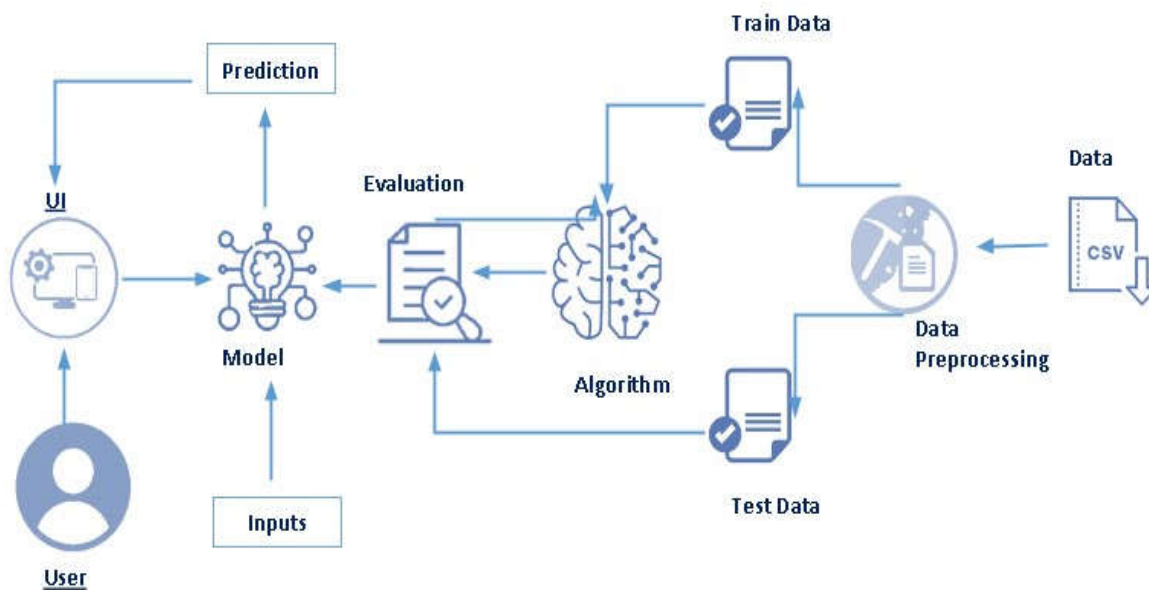 Train Data
Prediction
Data
Evaluation
UI
CSV
Data
Preprocessing
Model
Algorithm
Test Data
Inputs
User